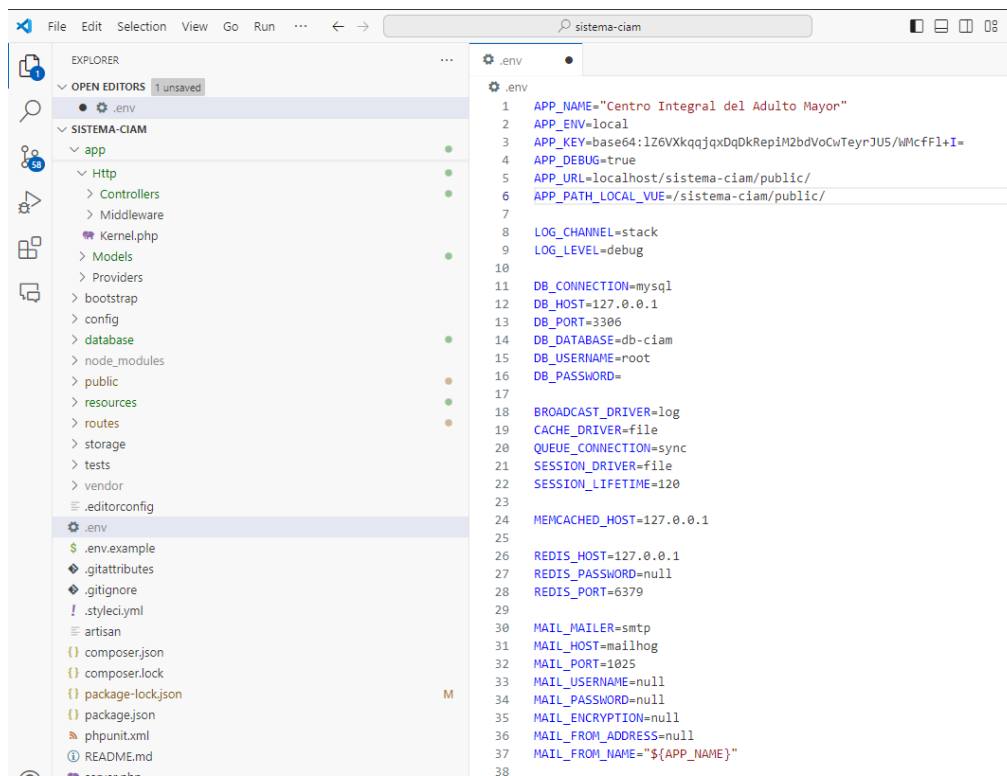 File Edit Selection View Go Run ··· ← → sistema-ciam
EXPLORER ···
OPEN EDITORS 1 unsaved
.env
SISTEMA-CIAM
app
Http
Controllers
Middleware
Kernel.php
Models
Providers
bootstrap
config
database
node_modules
public
resources
routes
storage
tests
vendor
.editorconfig
.env
$ .env.example
.gitattributes
.gitignore
! .styleci.yml
artisan
{} composer.json
{} composer.lock
{} package-lock.json M
{} package.json
phpunit.xml
README.md
1
58
.env
.env
1 APP_NAME="Centro Integral del Adulto Mayor"
2 APP_ENV=local
3 APP_KEY=base64:lZ6VXkqqjqxDqDkRepiM2bdVoCwTeyrJU5/WMcfFl+I=
4 APP_DEBUG=true
5 APP_URL=localhost/sistema-ciam/public/
6 APP_PATH_LOCAL_VUE=/sistema-ciam/public/
7
8 LOG_CHANNEL=stack
9 LOG_LEVEL=debug
10
11 DB_CONNECTION=mysql
12 DB_HOST=127.0.0.1
13 DB_PORT=3306
14 DB_DATABASE=db-ciam
15 DB_USERNAME=root
16 DB_PASSWORD=
17
18 BROADCAST_DRIVER=log
19 CACHE_DRIVER=file
20 QUEUE_CONNECTION=sync
21 SESSION_DRIVER=file
22 SESSION_LIFETIME=120
23
24 MEMCACHED_HOST=127.0.0.1
25
26 REDIS_HOST=127.0.0.1
27 REDIS_PASSWORD=null
28 REDIS_PORT=6379
29
30 MAIL_MAILER=smtp
31 MAIL_HOST=mailhog
32 MAIL_PORT=1025
33 MAIL_USERNAME=null
34 MAIL_PASSWORD=null
35 MAIL_ENCRYPTION=null
36 MAIL_FROM_ADDRESS=null
37 MAIL_FROM_NAME="${APP_NAME}"
38